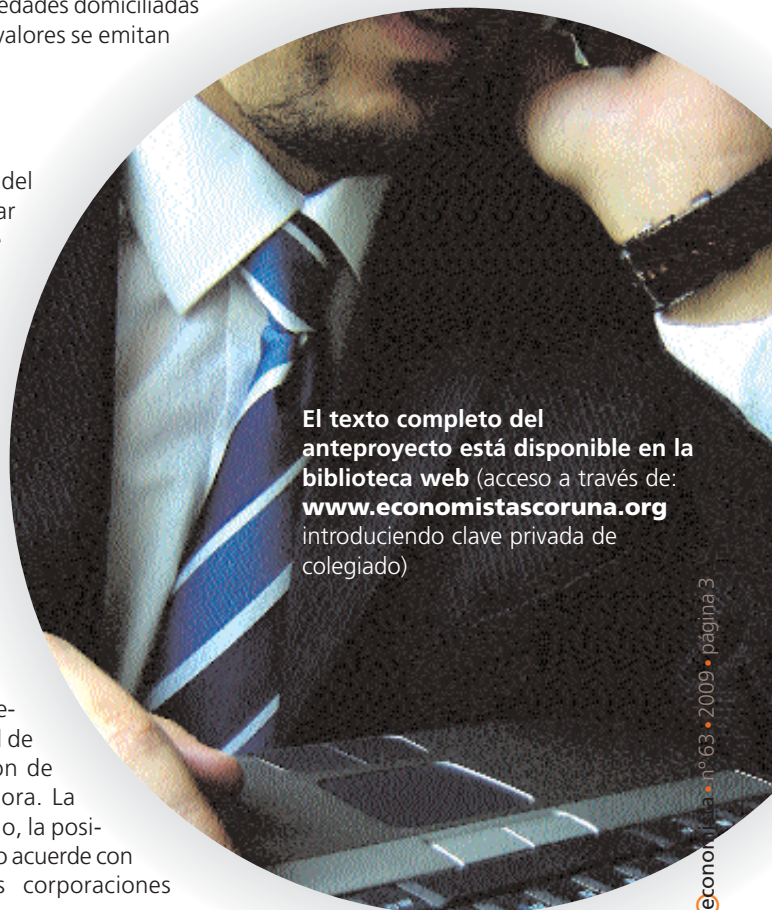 edades domiciliadas
valores se emitan
del
ar
El texto completo del
anteproyecto está disponible en la
biblioteca web (acceso a través de:
www.economistascoruna.org
introduciendo clave privada de
colegiado)
e-
l de
on de
ora. La
o, la posi-
o acuerde con
s corporaciones
economista • nº 63 • 2009 • página 3